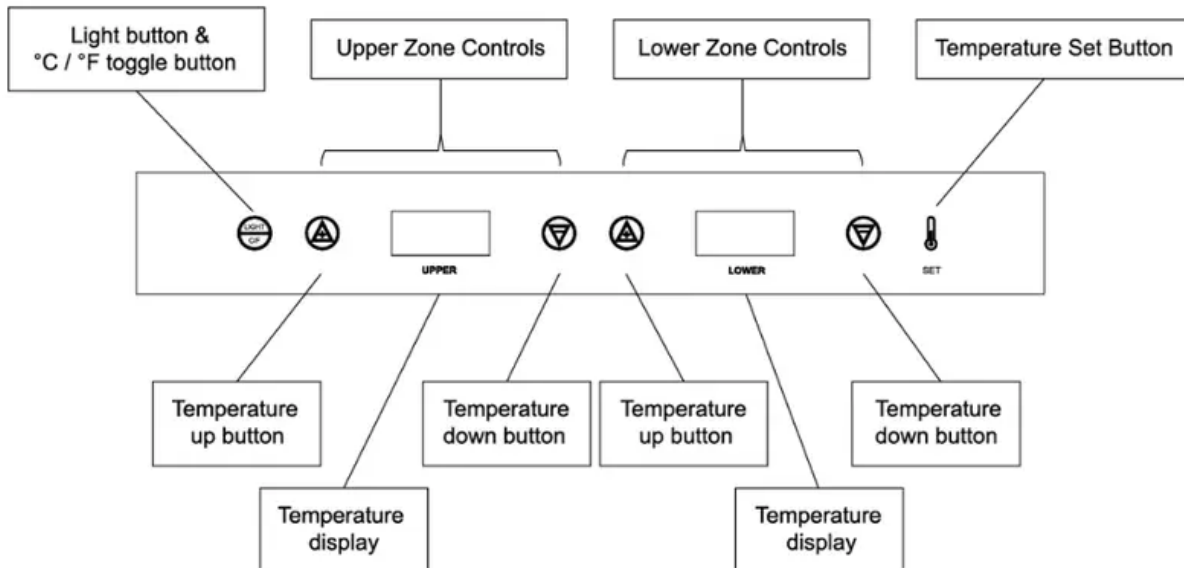 Light button &
°C / °F toggle button
Upper Zone Controls
Lower Zone Controls
Temperature Set Button
LIGHT
C/F
UPPER
LOWER
SET
Temperature
up button
Temperature
down button
Temperature
up button
Temperature
down button
Temperature
display
Temperature
display